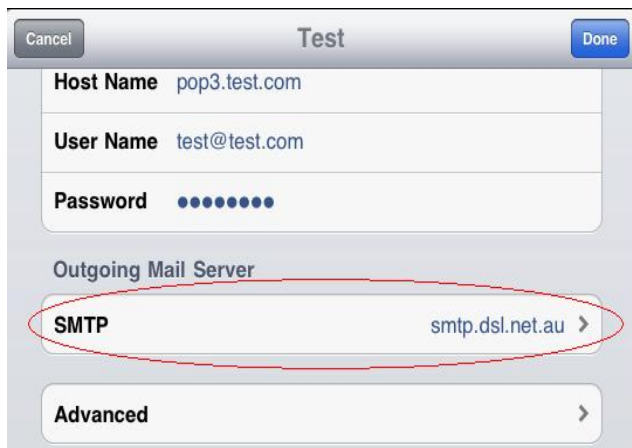 Cancel Test Done
Host Name pop3.test.com
User Name test@test.com
Password ••••••••
Outgoing Mail Server
SMTP smtp.dsl.net.au >
Advanced >